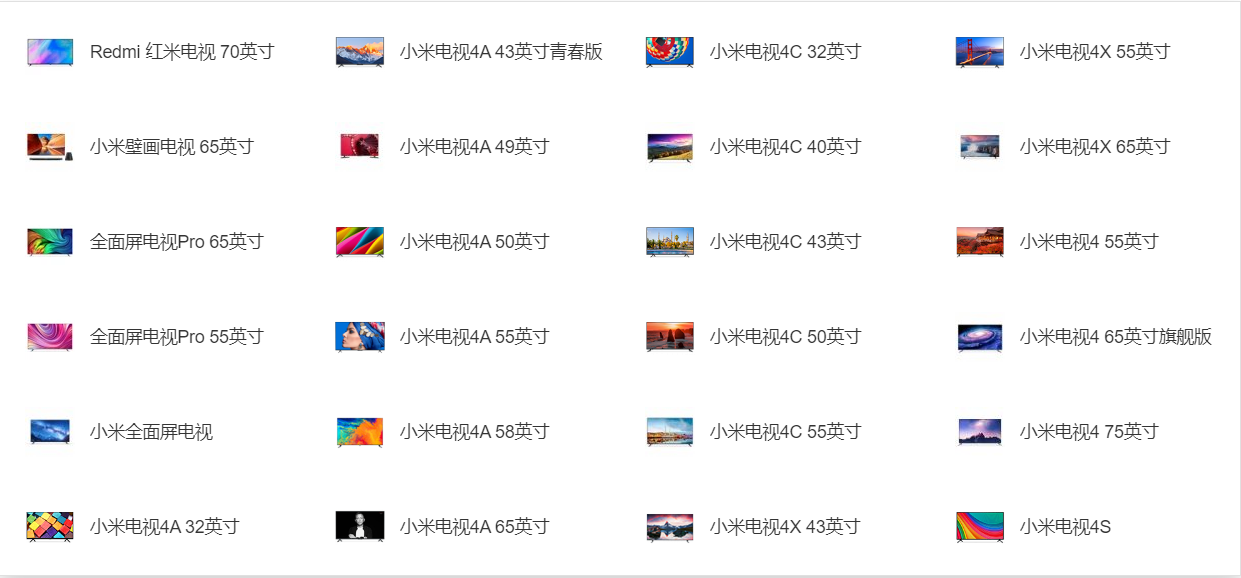 Redmi 红米电视 70英寸
小米电视4A 43英寸青春版
小米电视4C 32英寸
小米电视4X 55英寸
小米壁画电视 65英寸
小米电视4A 49英寸
小米电视4C 40英寸
小米电视4X 65英寸
全面屏电视Pro 65英寸
小米电视4A 50英寸
小米电视4C 43英寸
小米电视4 55英寸
全面屏电视Pro 55英寸
小米电视4A 55英寸
小米电视4C 50英寸
小米电视4 65英寸旗舰版
小米全面屏电视
小米电视4A 58英寸
小米电视4C 55英寸
小米电视4 75英寸
小米电视4A 32英寸
小米电视4A 65英寸
小米电视4X 43英寸
小米电视4S